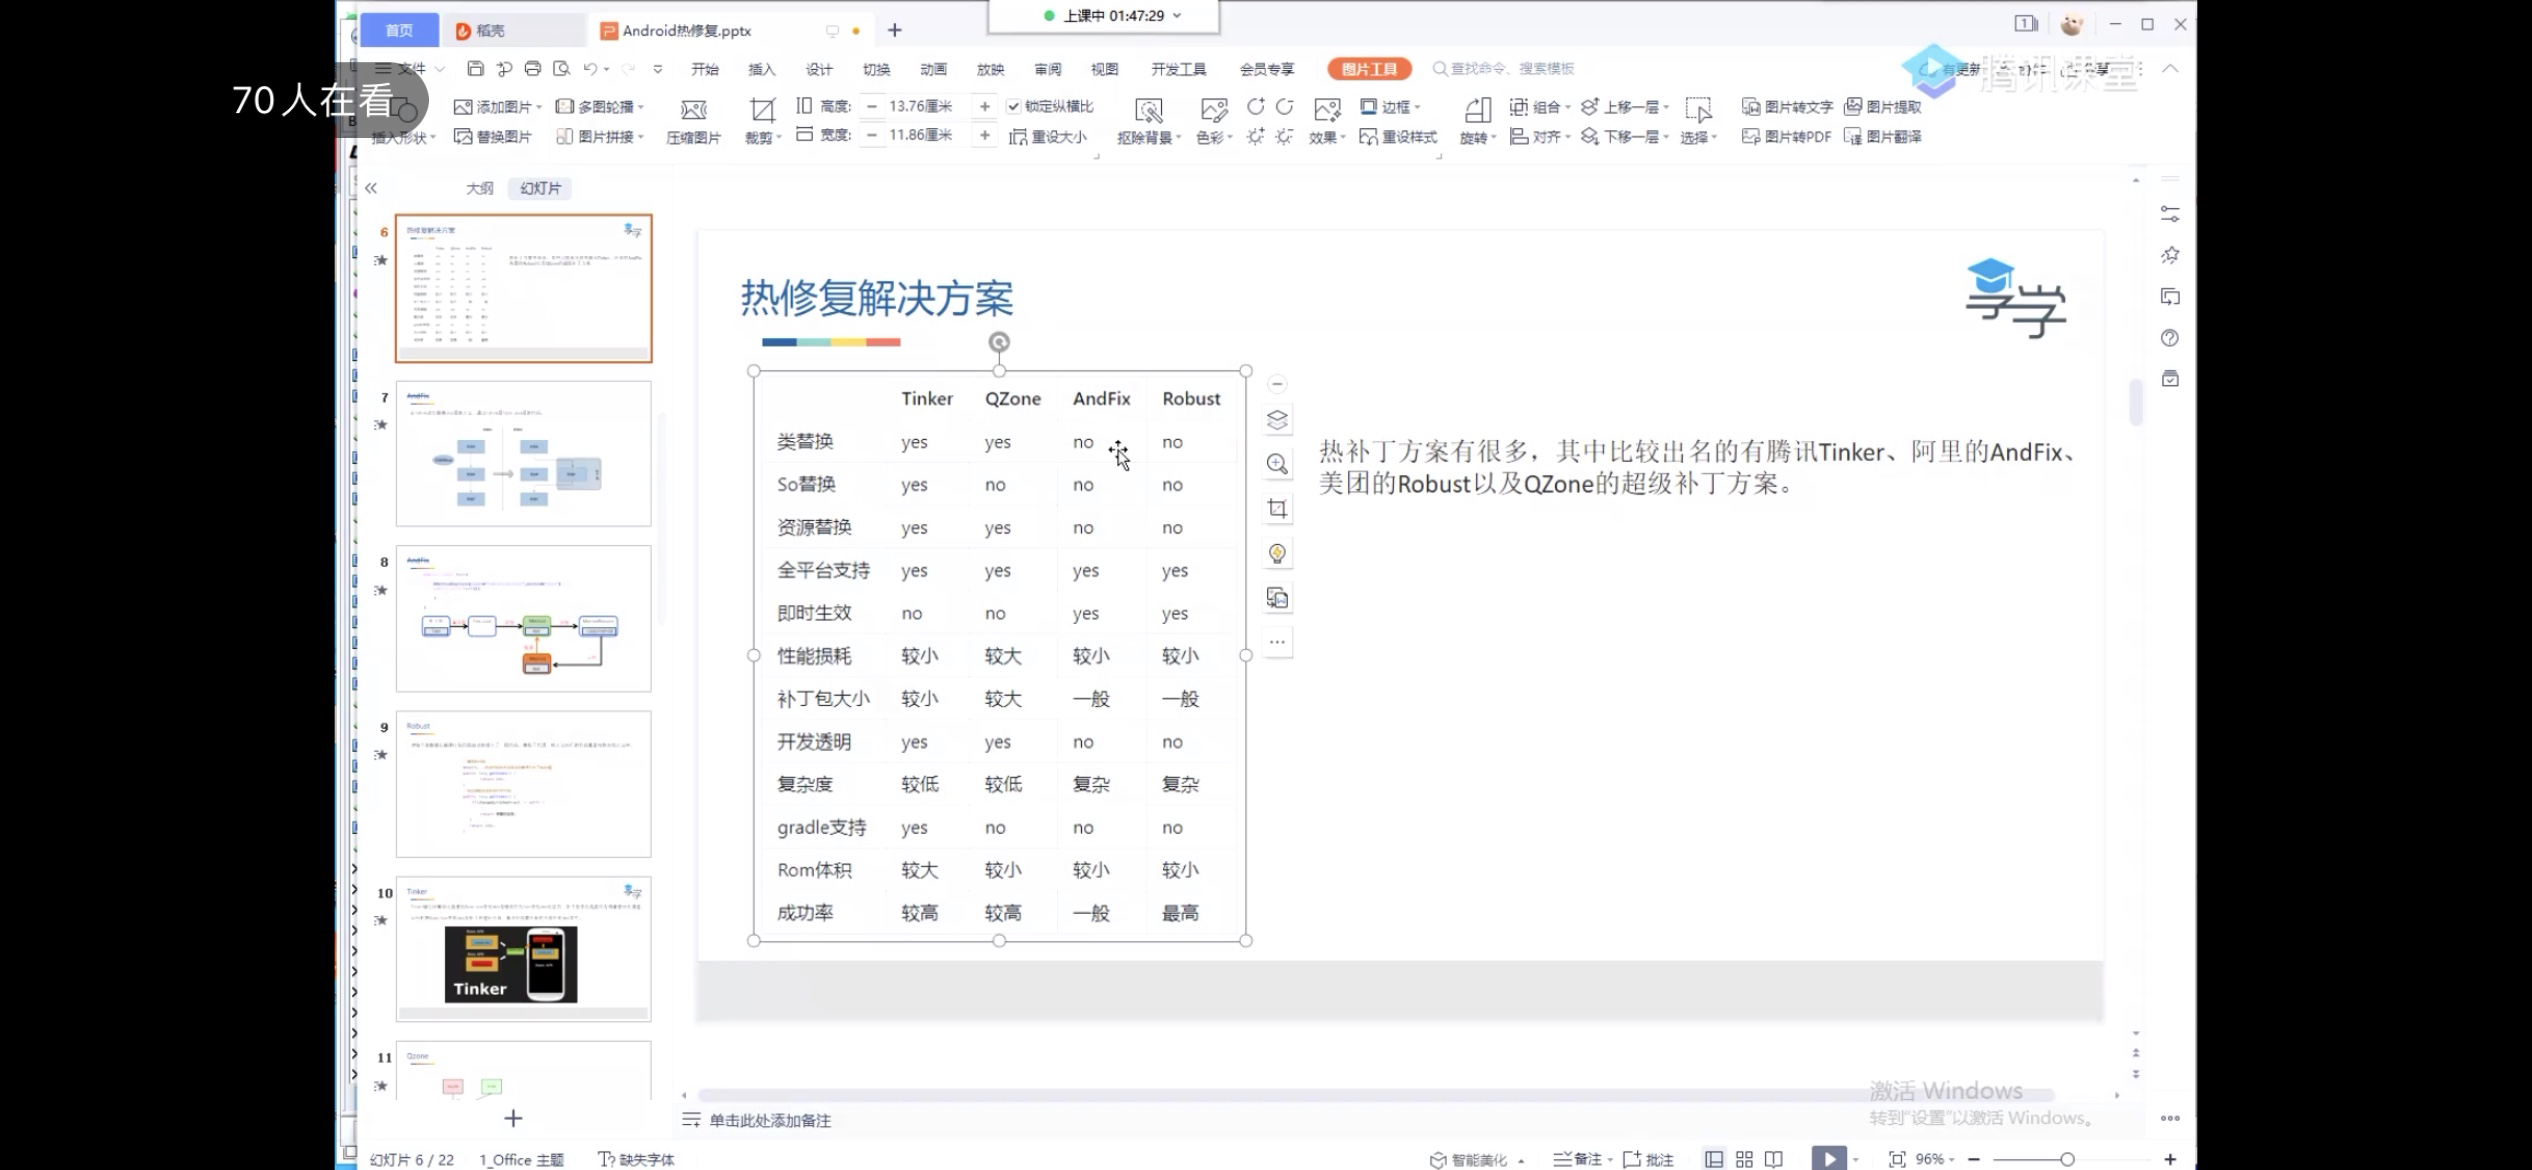 上课中 01:47:29
首页 稻壳 Android热修复.pptx
70人在看
文件 开始 插入 设计 切换 动画 放映 审阅 视图 开发工具 会员专享 图片工具 查找命令、搜索模板
腾讯课堂
添加图片 多图轮播 高度: 13.76厘米 锁定纵横比 边框 组合 上移一层 图片转文字 图片提取
插入形状 替换图片 图片拼接 压缩图片 裁剪 宽度: 11.86厘米 重设大小 抠除背景 色彩 效果 重设样式 旋转 对齐 下移一层 选择 图片转PDF 图片翻译
大纲 幻灯片
6 热修复解决方案
7 AndFix
8 AndFix
9 Robust
10 Tinker
Tinker
11 Qzone
热修复解决方案
享学
Tinker QZone AndFix Robust
类替换 yes yes no no
So替换 yes no no no
资源替换 yes yes no no
全平台支持 yes yes yes yes
即时生效 no no yes yes
性能损耗 较小 较大 较小 较小
补丁包大小 较小 较大 一般 一般
开发透明 yes yes no no
复杂度 较低 较低 复杂 复杂
gradle支持 yes no no no
Rom体积 较大 较小 较小 较小
成功率 较高 较高 一般 最高
热补丁方案有很多，其中比较出名的有腾讯Tinker、阿里的AndFix、
美团的Robust以及QZone的超级补丁方案。
激活 Windows
转到“设置”以激活 Windows。
单击此处添加备注
幻灯片 6 / 22 1_Office 主题 缺失字体 智能美化 备注 批注 96%